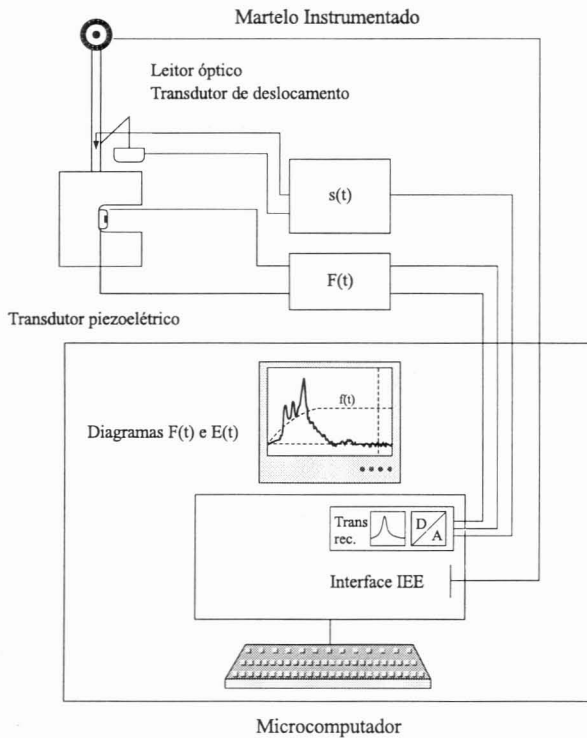 Martelo Instrumentado
Leitor óptico
Transdutor de deslocamento
s(t)
F(t)
Transdutor piezoelétrico
f(t)
Diagramas F(t) e E(t)
Trans
rec.
D
A
Interface IEE
Microcomputador